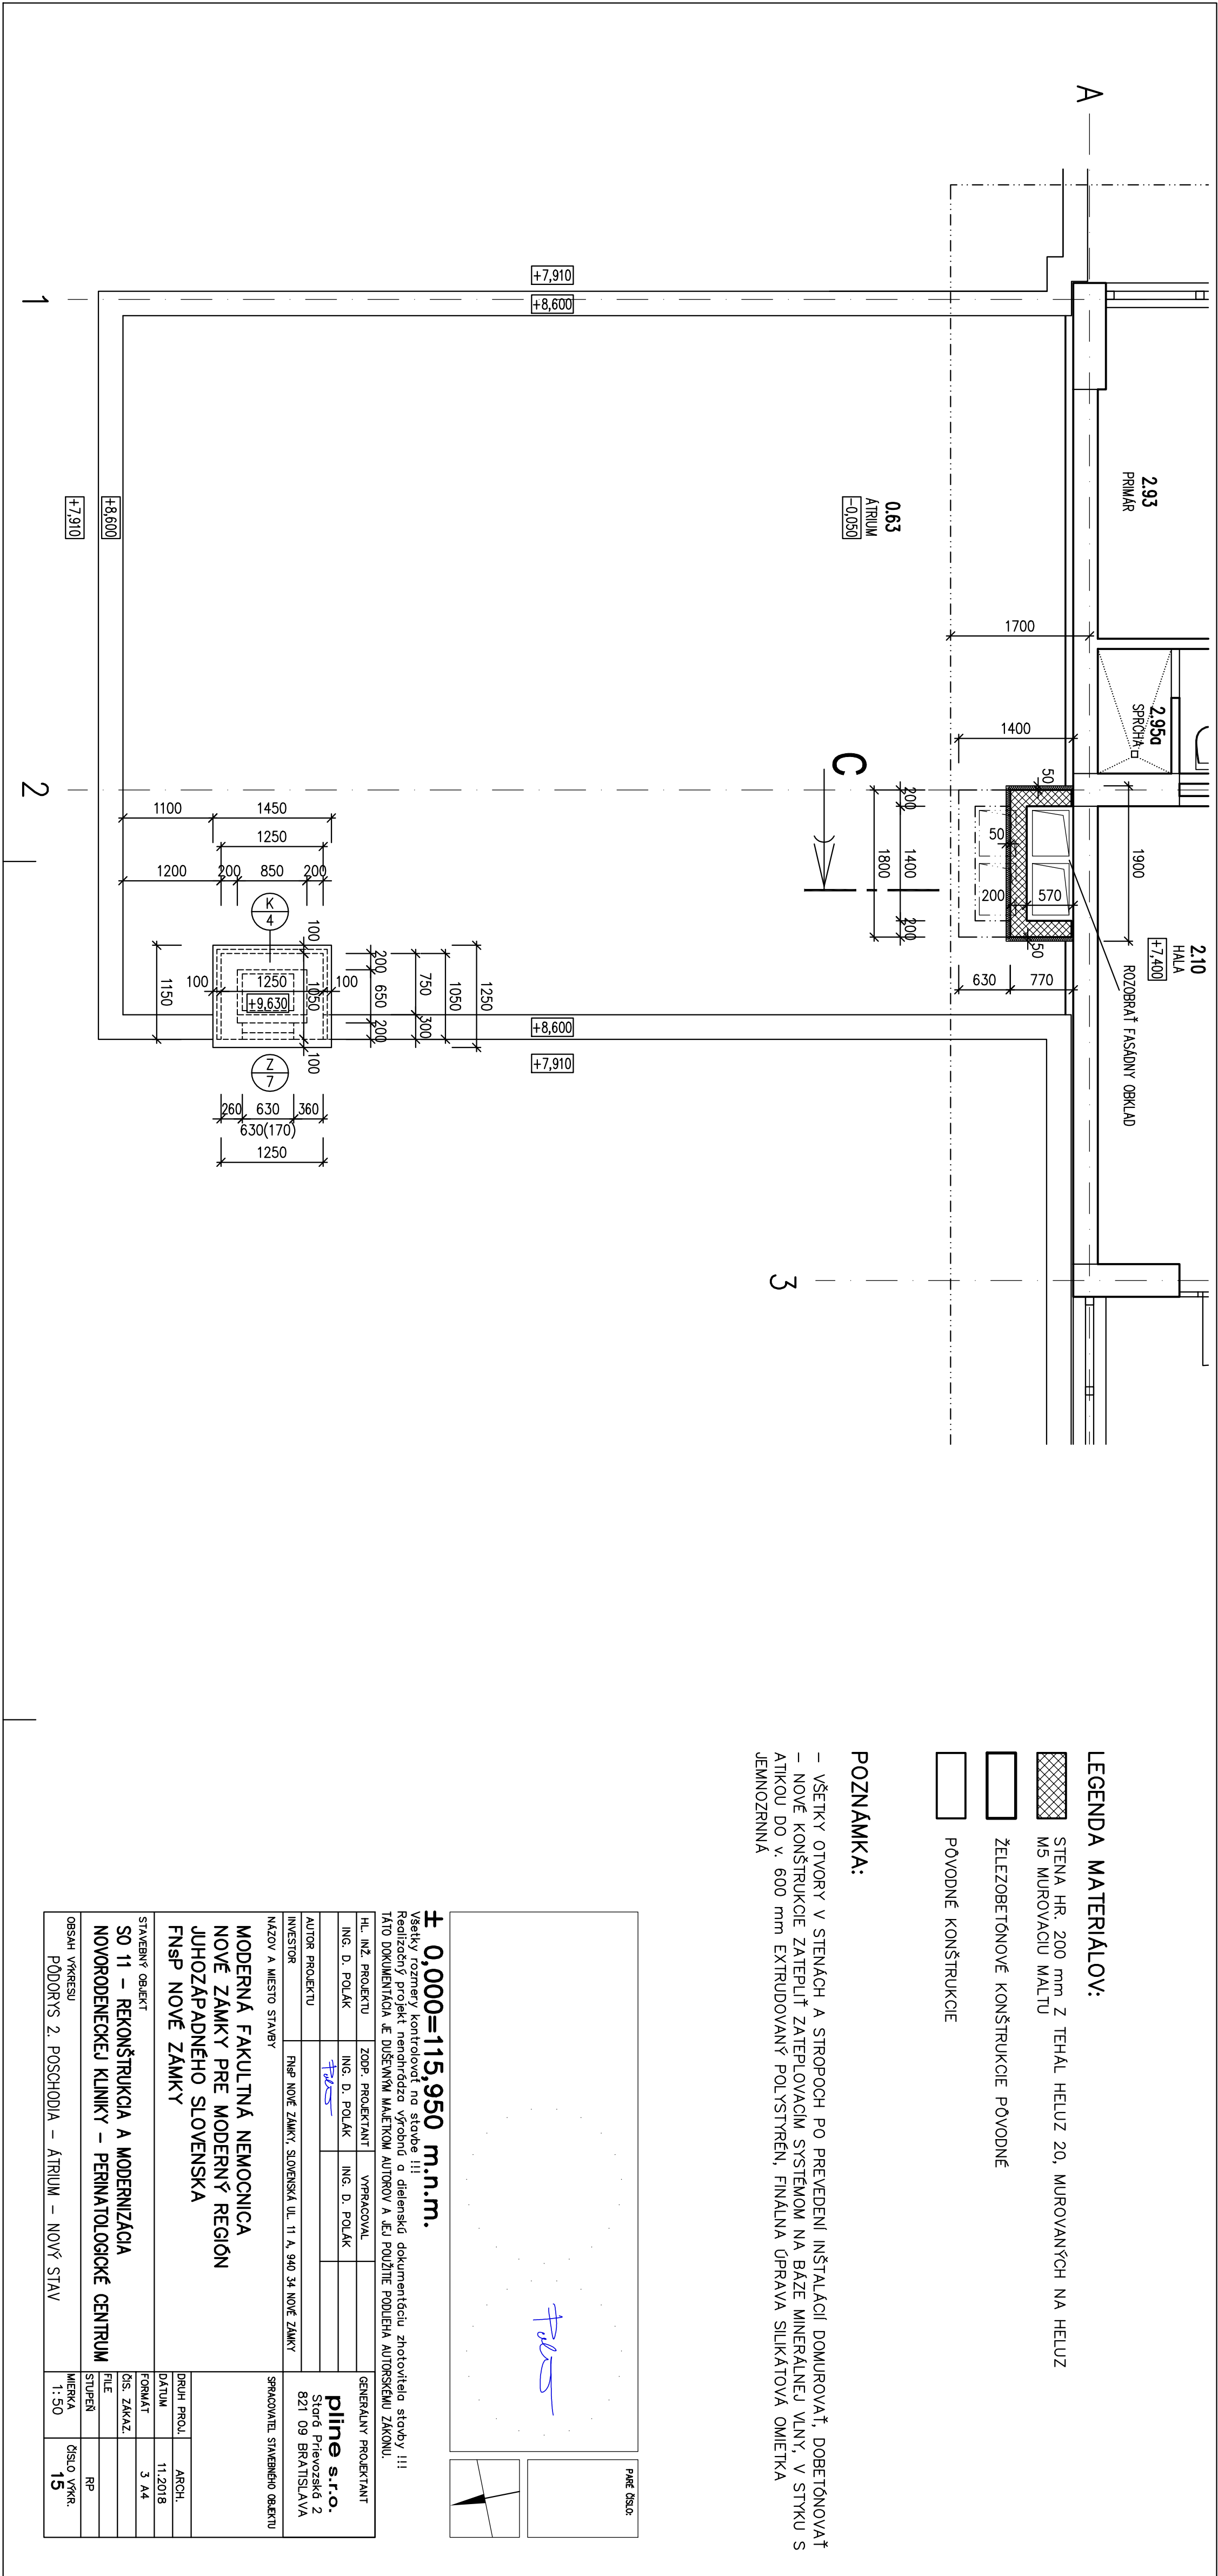 A
1
2
3
C
2.93
PRIMÁR
2,95a
SPRCHA
2.10
HALA
+7,400
ROZOBRAŤ FASÁDNY OBKLAD
0.63
ÁTRIUM
-0,050
+7,910
+8,600
+8,600
+7,910
+8,600
+7,910
1700
1400
1900
50
50
50
200
570
630
770
200
1400
200
1800
1100
1450
1250
1200
200
850
200
K
4
100
1150
100
1250
100
1050
+9,630
100
200
650
200
750
300
1050
1250
Z
7
260
630
360
630(170)
1250
LEGENDA MATERIÁLOV:
STENA HR. 200 mm Z TEHÁL HELUZ 20, MUROVANÝCH NA HELUZ
M5 MUROVACIU MALTU
ŽELEZOBETÓNOVÉ KONŠTRUKCIE PÔVODNÉ
PÔVODNÉ KONŠTRUKCIE
POZNÁMKA:
– VŠETKY OTVORY V STENÁCH A STROPOCH PO PREVEDENÍ INŠTALÁCIÍ DOMUROVAŤ, DOBETÓNOVAŤ
– NOVÉ KONŠTRUKCIE ZATEPLIŤ ZATEPLOVACÍM SYSTÉMOM NA BÁZE MINERÁLNEJ VLNY, V STYKU S
ATIKOU DO v. 600 mm EXTRUDOVANÝ POLYSTYRÉN, FINÁLNA ÚPRAVA SILIKÁTOVÁ OMIETKA
JEMNOZRNNÁ
PARÉ ČÍSLO:
± 0,000=115,950 m.n.m.
Všetky rozmery kontrolovať na stavbe !!!
Realizačný projekt nenahrádza výrobnú a dielenskú dokumentáciu zhotoviteľa stavby !!!
TÁTO DOKUMENTÁCIA JE DUŠEVNÝM MAJETKOM AUTOROV A JEJ POUŽITIE PODLIEHA AUTORSKÉMU ZÁKONU.
HL. INŽ. PROJEKTU
ZODP. PROJEKTANT
VYPRACOVAL
GENERÁLNY PROJEKTANT
ING. D. POLÁK
ING. D. POLÁK
ING. D. POLÁK
pline s.r.o.
Stará Prievozská 2
821 09 BRATISLAVA
AUTOR PROJEKTU
INVESTOR
FNsP NOVÉ ZÁMKY, SLOVENSKÁ UL. 11 A, 940 34 NOVÉ ZÁMKY
NÁZOV A MIESTO STAVBY
SPRACOVATEĽ STAVEBNÉHO OBJEKTU
MODERNÁ FAKULTNÁ NEMOCNICA
NOVÉ ZÁMKY PRE MODERNÝ REGIÓN
JUHOZÁPADNÉHO SLOVENSKA
FNsP NOVÉ ZÁMKY
STAVEBNÝ OBJEKT
SO 11 – REKONŠTRUKCIA A MODERNIZÁCIA
NOVORODENECKEJ KLINIKY – PERINATOLOGICKÉ CENTRUM
DRUH PROJ.
ARCH.
DÁTUM
11.2018
FORMÁT
3 A4
ČÍS. ZÁKAZ.
FILE
STUPEŇ
RP
OBSAH VÝKRESU
PÔDORYS 2. POSCHODIA – ÁTRIUM – NOVÝ STAV
MIERKA
1:50
ČÍSLO VÝKR.
15